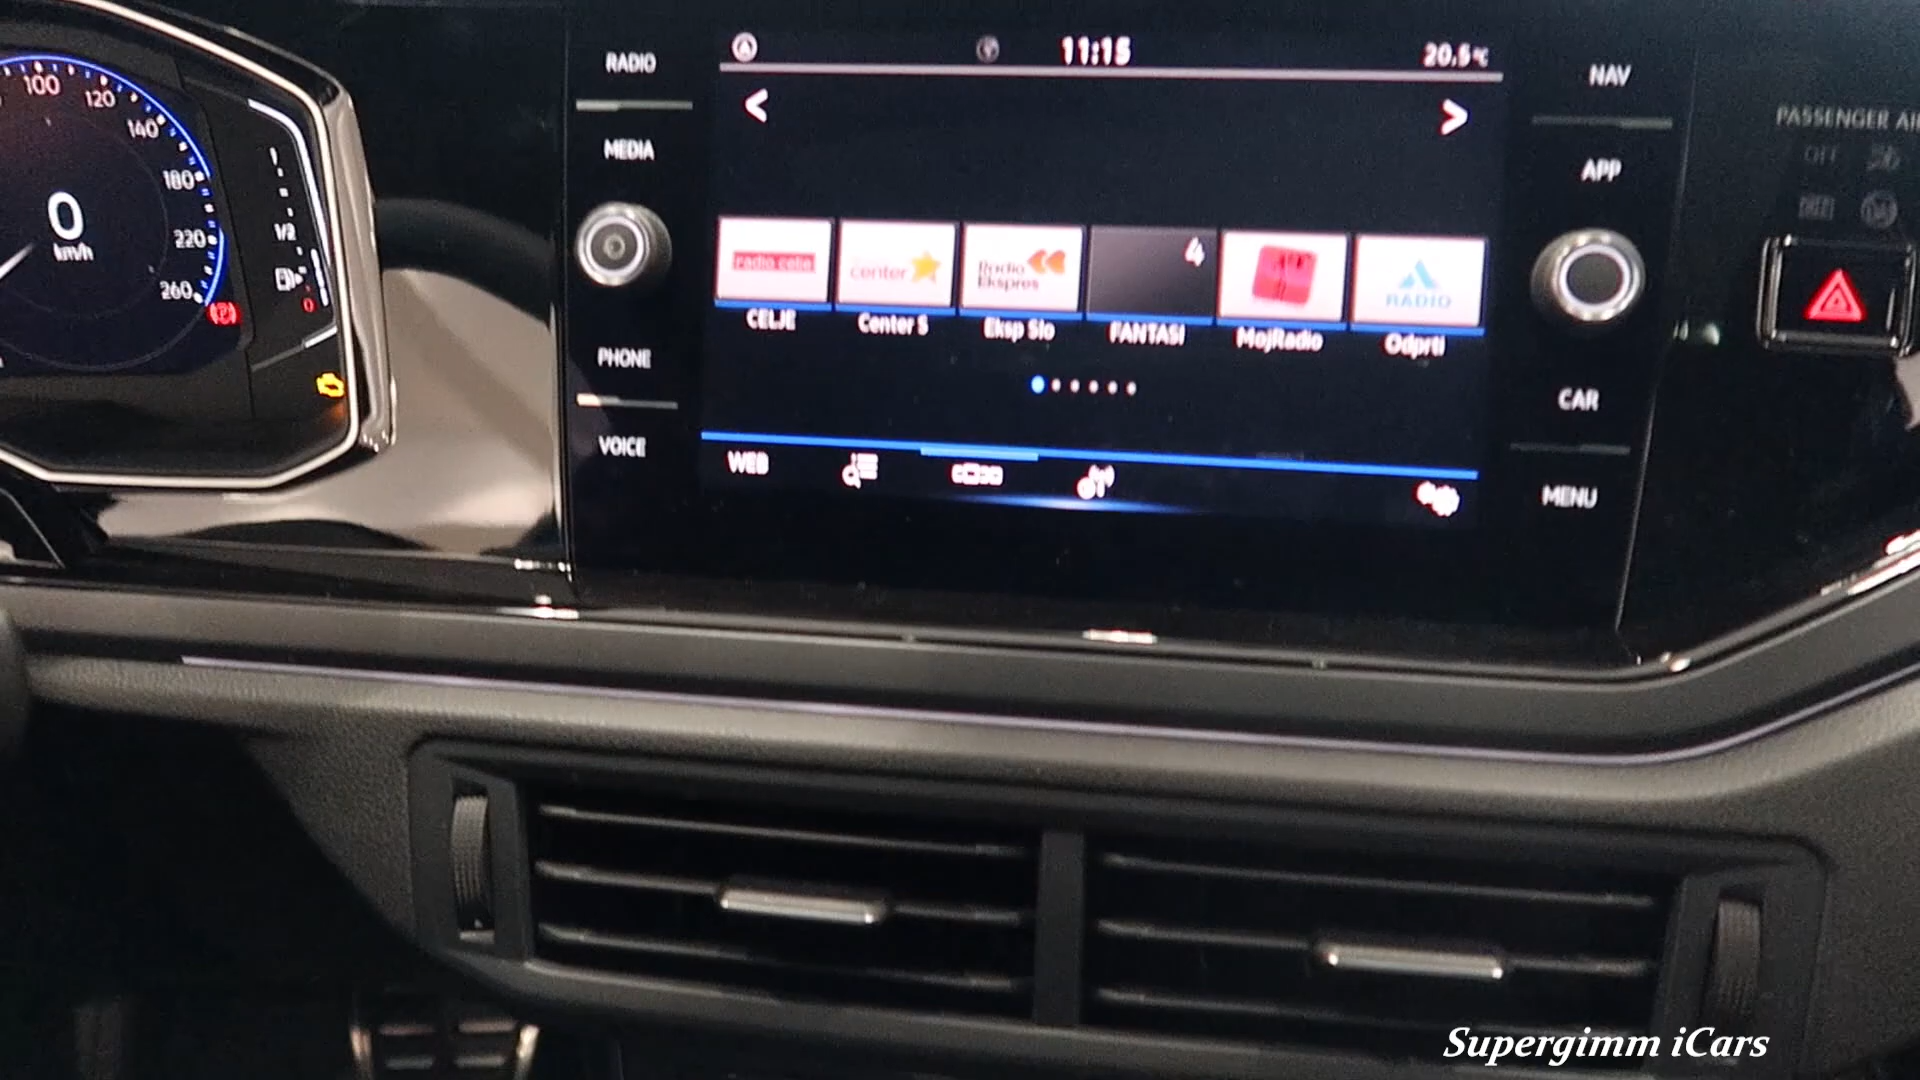 100
120
140
180
220
260
0
km/h
1/2
0
RADIO
MEDIA
PHONE
VOICE
11:15
20.5°C
<
>
radio celje
center
Radio
Ekspres
4
RADIO
CELJE
Center S
Eksp Slo
FANTASI
MojRadio
Odprti
WEB
NAV
APP
CAR
MENU
PASSENGER AI
OFF
Supergimm iCars